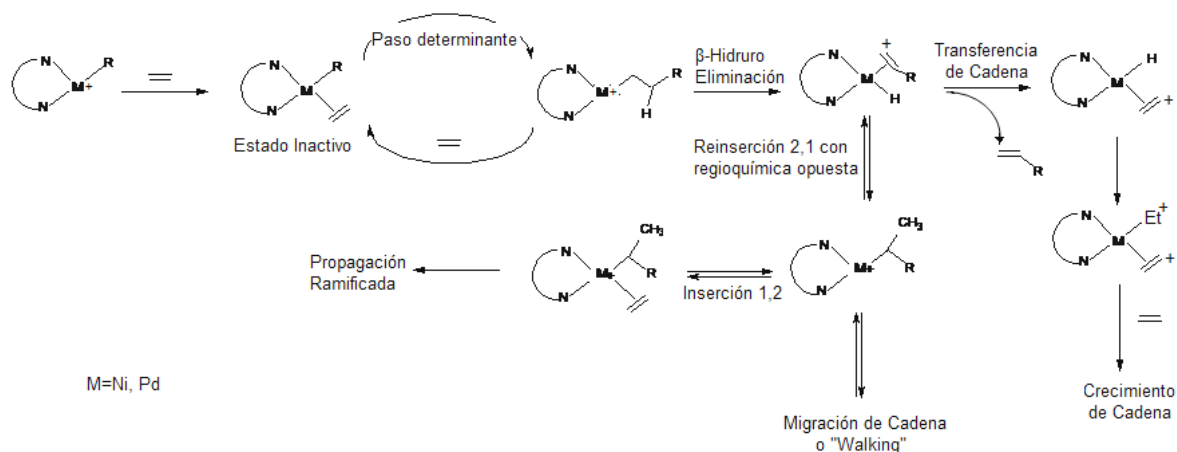 N
N
M+
R
N
N
M
R
Estado Inactivo
Paso determinante
N
N
M+
R
H
β-Hidruro
Eliminación
N
N
M
+
R
H
Transferencia
de Cadena
R
N
N
M
H
+
Reinserción 2,1 con
regioquímica opuesta
N
N
M
Et+
+
Crecimiento
de Cadena
N
N
M+
CH3
R
Inserción 1,2
N
N
M+
CH3
R
Propagación
Ramificada
Migración de Cadena
o "Walking"
M=Ni, Pd